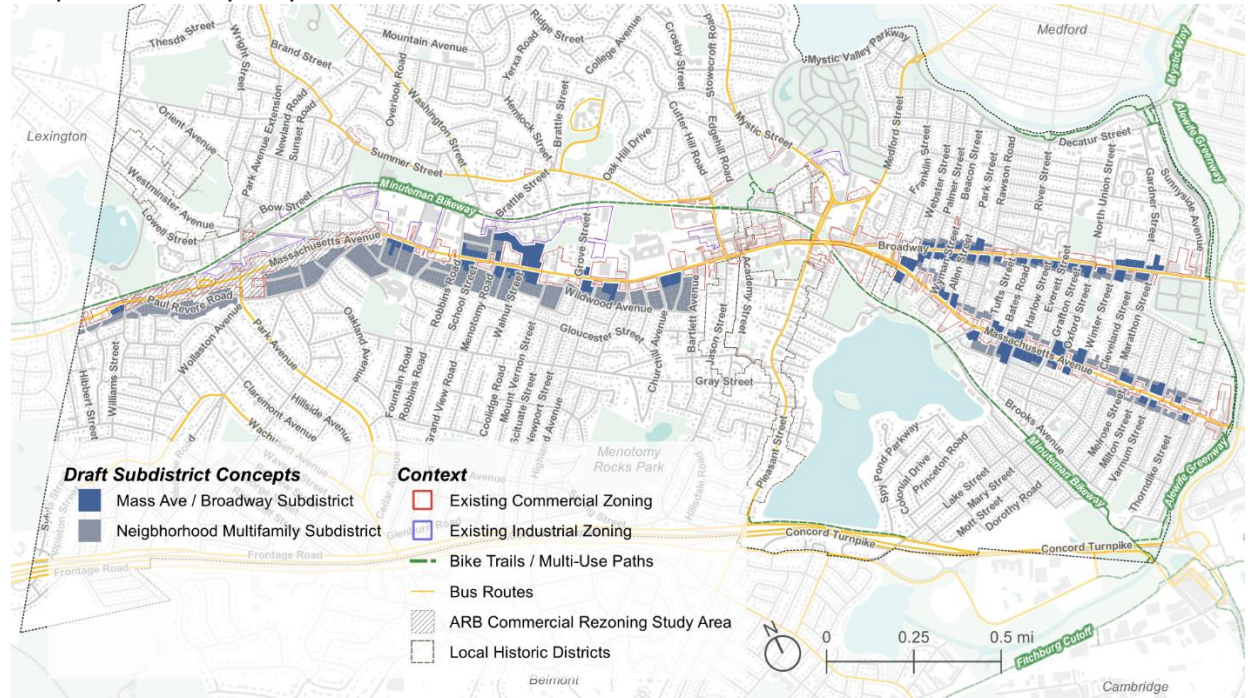 Medford
Thesda Street
Wright Street
Brand Street
Mountain Avenue
Ridge Street
Yerxa Road
College Avenue
Crosby Street
Stowecroft Road
Mystic Valley Parkway
Mystic Way
Lexington
Orient Avenue
Westminster Avenue
Lowell Street
Park Avenue Extension
Newland Road
Sunset Road
Overlook Road
Washington Street
Hemlock Street
Brattle Street
Oak Hill Drive
Cutter Hill Road
Edgehill Road
Mystic Street
Medford Street
Franklin Street
Webster Street
Palmer Street
Beacon Street
Park Street
Rawson Road
River Street
Decatur Street
North Union Street
Gardner Street
Sunnyside Avenue
Alewife Greenway
Summer Street
Bow Street
Minuteman Bikeway
Brattle Street
Grove Street
Massachusetts Avenue
Paul Revere Road
Robbins Road
School Street
Menotomy Road
Walnut Street
Wildwood Avenue
Gloucester Street
Churchill Avenue
Bartlett Avenue
Jason Street
Academy Street
Gray Street
Pleasant Street
Broadway
Wyman Street
Allen Street
Tufts Street
Bates Road
Harlow Street
Everett Street
Grafton Street
Oxford Street
Winter Street
Cleveland Street
Marathon Street
Massachusetts Avenue
Hibbert Street
Williams Street
Wollaston Avenue
Park Avenue
Oakland Avenue
Claremont Avenue
Hillside Avenue
Fountain Road
Robbins Road
Grand View Road
Coolidge Road
Mount Vernon Street
Scituate Street
Newport Street
Highland Avenue
Menotomy
Rocks Park
Hillsdale Road
Spy Pond Parkway
Colonial Drive
Princeton Road
Lake Street
Mary Street
Mott Street
Dorothy Road
Brooks Avenue
Minuteman Bikeway
Melrose Street
Milton Street
Varnum Street
Thorndike Street
Alewife Greenway
Concord Turnpike
Concord Turnpike
Frontage Road
Frontage Road
Draft Subdistrict Concepts
Mass Ave / Broadway Subdistrict
Neigbhorhood Multifamily Subdistrict
Context
Existing Commercial Zoning
Existing Industrial Zoning
Bike Trails / Multi-Use Paths
Bus Routes
ARB Commercial Rezoning Study Area
Local Historic Districts
N
0 0.25 0.5 mi
Fitchburg Cutoff
Belmont
Cambridge